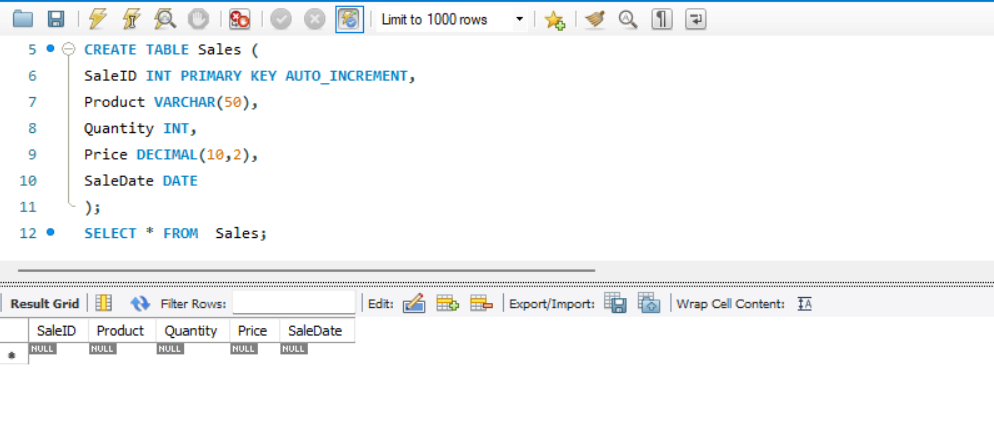 Limit to 1000 rows
5 CREATE TABLE Sales (
6 SaleID INT PRIMARY KEY AUTO_INCREMENT,
7 Product VARCHAR(50),
8 Quantity INT,
9 Price DECIMAL(10,2),
10 SaleDate DATE
11 );
12 SELECT * FROM  Sales;
Result Grid Filter Rows: Edit: Export/Import: Wrap Cell Content: IA
SaleID Product Quantity Price SaleDate
* NULL NULL NULL NULL NULL